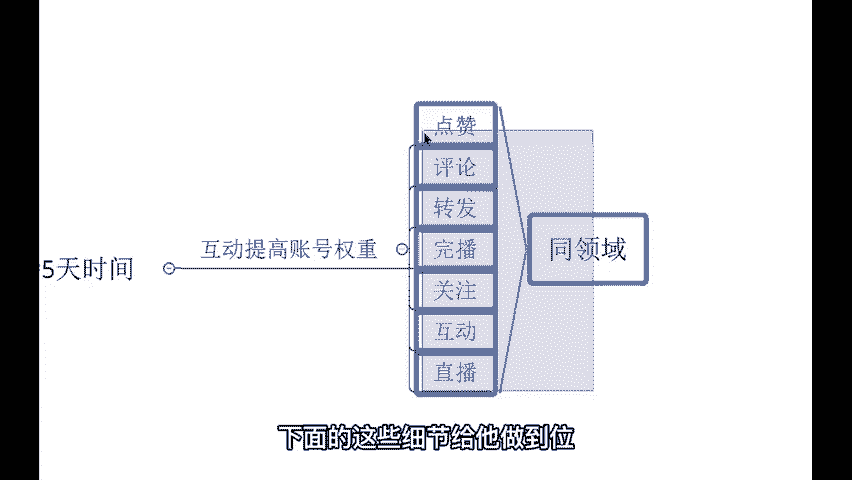 点赞
评论
转发
互动提高账号权重
完播
同领域
5天时间
关注
互动
直播
下面的这些细节给他做到位